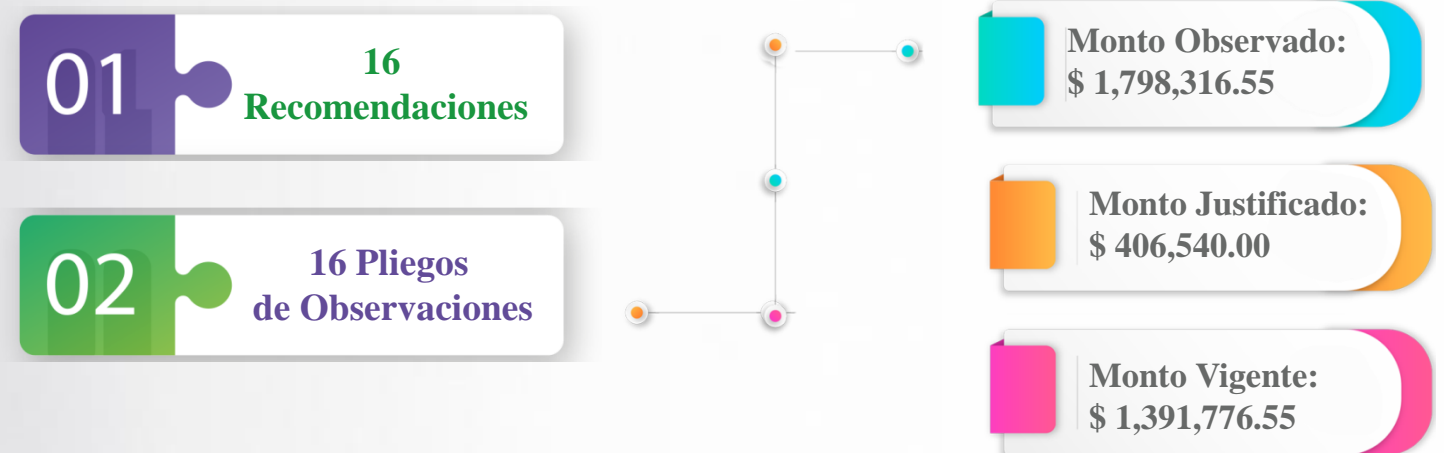 01
16
Recomendaciones
02
16 Pliegos
de Observaciones
Monto Observado:
$ 1,798,316.55
Monto Justificado:
$ 406,540.00
Monto Vigente:
$ 1,391,776.55